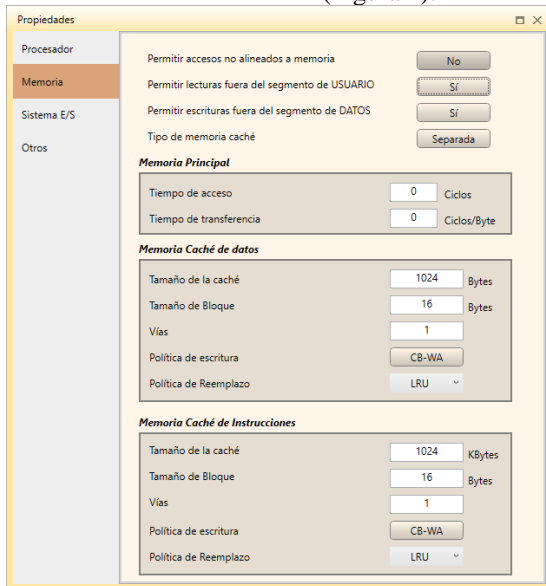 Propiedades
Procesador
Memoria
Sistema E/S
Otros
Permitir accesos no alineados a memoria No
Permitir lecturas fuera del segmento de USUARIO Sí
Permitir escrituras fuera del segmento de DATOS Sí
Tipo de memoria caché Separada
Memoria Principal
Tiempo de acceso 0 Ciclos
Tiempo de transferencia 0 Ciclos/Byte
Memoria Caché de datos
Tamaño de la caché 1024 Bytes
Tamaño de Bloque 16 Bytes
Vías 1
Política de escritura CB-WA
Política de Reemplazo LRU
Memoria Caché de Instrucciones
Tamaño de la caché 1024 KBytes
Tamaño de Bloque 16 Bytes
Vías 1
Política de escritura CB-WA
Política de Reemplazo LRU